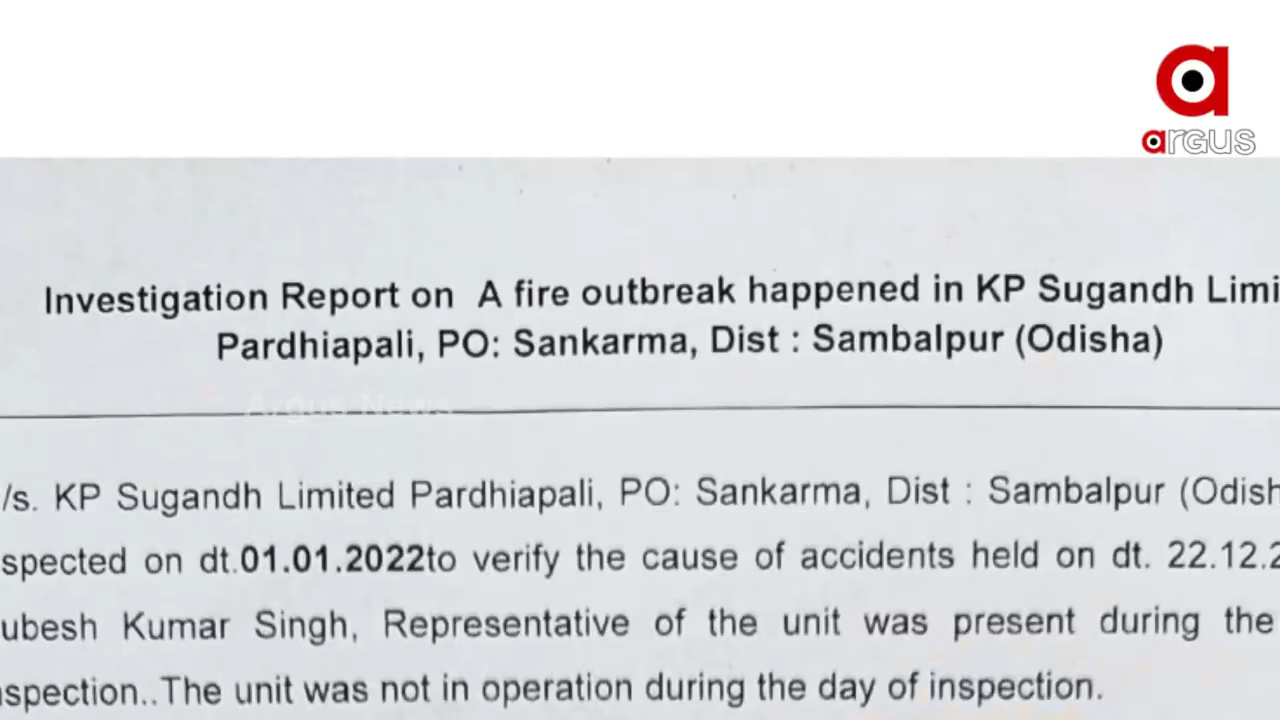 argus
Investigation Report on A fire outbreak happened in KP Sugandh Limi
Pardhiapali, PO: Sankarma, Dist : Sambalpur (Odisha)
Argus News
/s. KP Sugandh Limited Pardhiapali, PO: Sankarma, Dist : Sambalpur (Odish
spected on dt.01.01.2022to verify the cause of accidents held on dt. 22.12.2
ubesh Kumar Singh, Representative of the unit was present during the
spection..The unit was not in operation during the day of inspection.